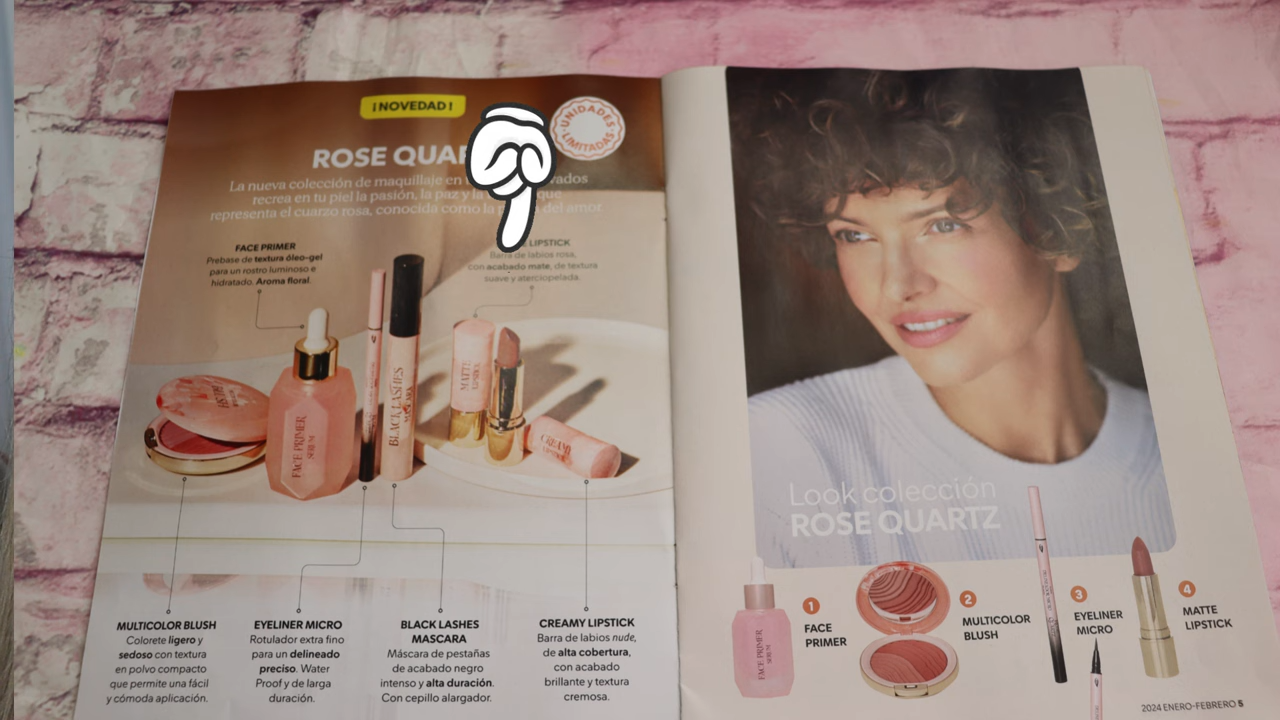 ¡NOVEDAD!
UNIDADES
LIMITADAS
ROSE
La nueva colección de maquillaje en
recrea en tu piel la pasión, la paz y la que
representa el cuarzo rosa, conocida como la del amor
FACE PRIMER
Prebase de textura óleo-gel
para un rostro luminoso e
hidratado. Aroma floral.
LIPSTICK
Barra de labios rosa,
con acabado mate, de textura
suave y aterciopelada.
FACE PRIMER
SERUM
BLACK LASHES
MASCARA
MATTE
LIPSTICK
CREAMY
MULTICOLOR BLUSH
Colorete ligero y
sedoso con textura
en polvo compacto
que permite una fácil
y cómoda aplicación.
EYELINER MICRO
Rotulador extra fino
para un delineado
preciso. Water
Proof y de larga
duración.
BLACK LASHES
MASCARA
Máscara de pestañas
de acabado negro
intenso y alta duración.
Con cepillo alargador.
CREAMY LIPSTICK
Barra de labios nude,
de alta cobertura,
con acabado
brillante y textura
cremosa.
Look colección
ROSE QUARTZ
FACE PRIMER
SERUM
1
FACE
PRIMER
2
MULTICOLOR
BLUSH
3
EYELINER
MICRO
4
MATTE
LIPSTICK
2024 ENERO-FEBRERO 5